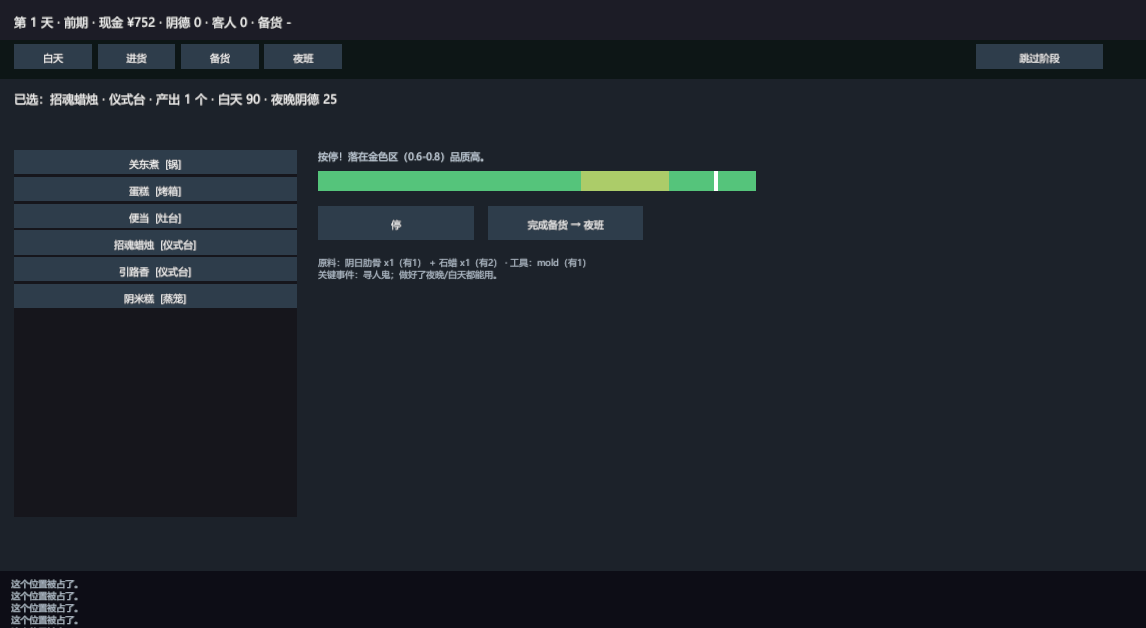 第 1 天 · 前期 · 现金 ¥752 · 阴德 0 · 客人 0 · 备货 -
白天 进货 备货 夜班 跳过阶段
已选：招魂蜡烛 · 仪式台 · 产出 1 个 · 白天 90 · 夜晚阴德 25
按停！落在金色区（0.6-0.8）品质高。
关东煮 [锅]
蛋糕 [烤箱]
便当 [灶台]
招魂蜡烛 [仪式台]
引路香 [仪式台]
阴米糕 [蒸笼]
停 完成备货 → 夜班
原料：阴日肋骨 x1（有1） + 石蜡 x1（有2） · 工具：mold（有1）
关键事件：寻人鬼；做好了夜晚/白天都能用。
这个位置被占了。
这个位置被占了。
这个位置被占了。
这个位置被占了。